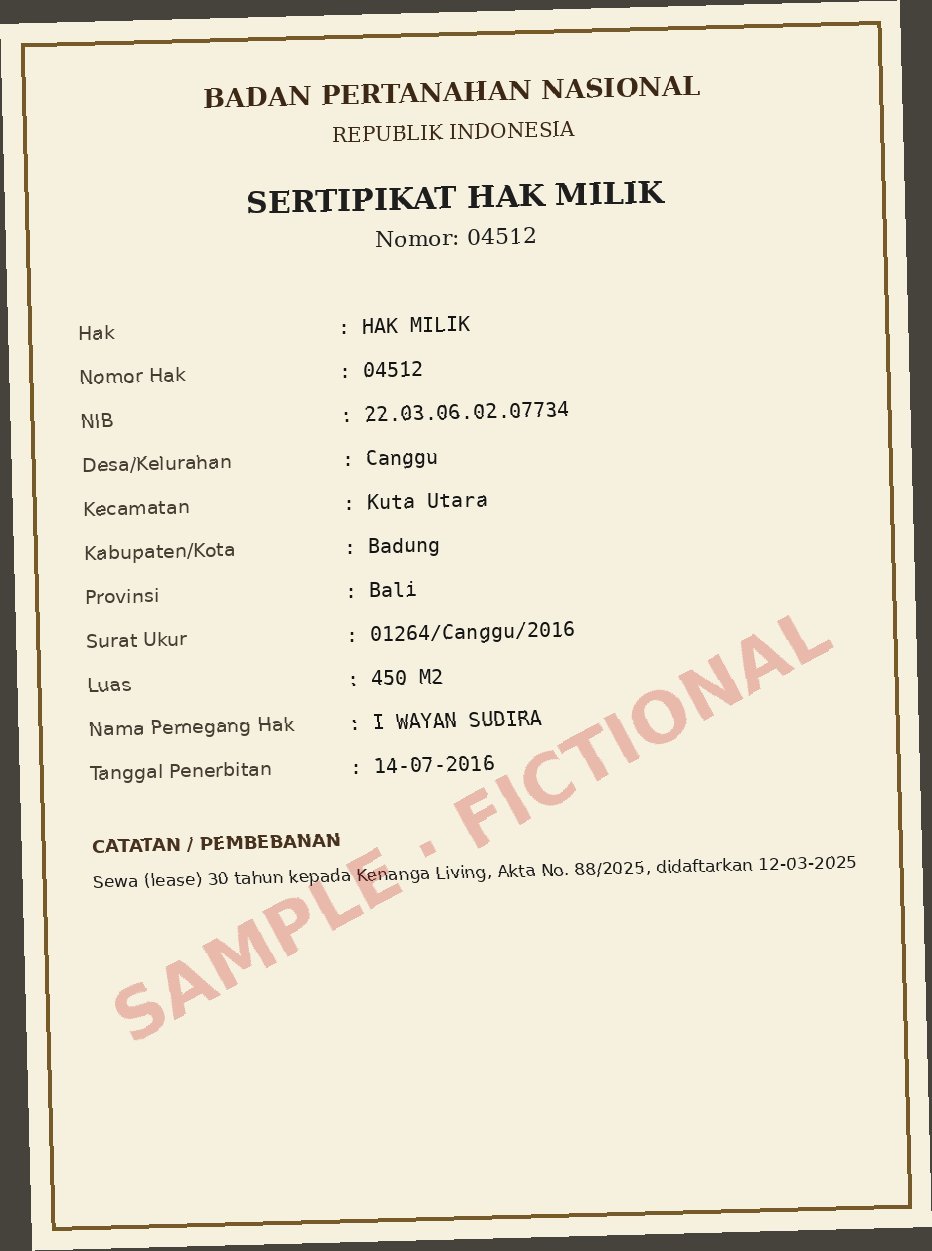 BADAN PERTANAHAN NASIONAL
REPUBLIK INDONESIA
SERTIPIKAT HAK MILIK
Nomor: 04512
Hak : HAK MILIK
Nomor Hak : 04512
NIB : 22.03.06.02.07734
Desa/Kelurahan : Canggu
Kecamatan : Kuta Utara
Kabupaten/Kota : Badung
Provinsi : Bali
Surat Ukur : 01264/Canggu/2016
Luas : 450 M2
Nama Pemegang Hak : I WAYAN SUDIRA
Tanggal Penerbitan : 14-07-2016
CATATAN / PEMBEBANAN
Sewa (lease) 30 tahun kepada Kenanga Living, Akta No. 88/2025, didaftarkan 12-03-2025
SAMPLE · FICTIONAL